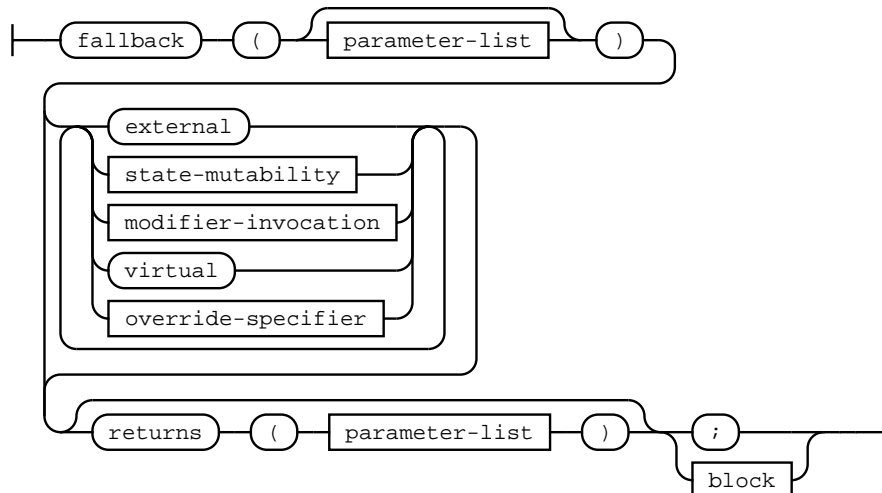 fallback ( parameter-list )
external
state-mutability
modifier-invocation
virtual
override-specifier
returns ( parameter-list ) ;
block